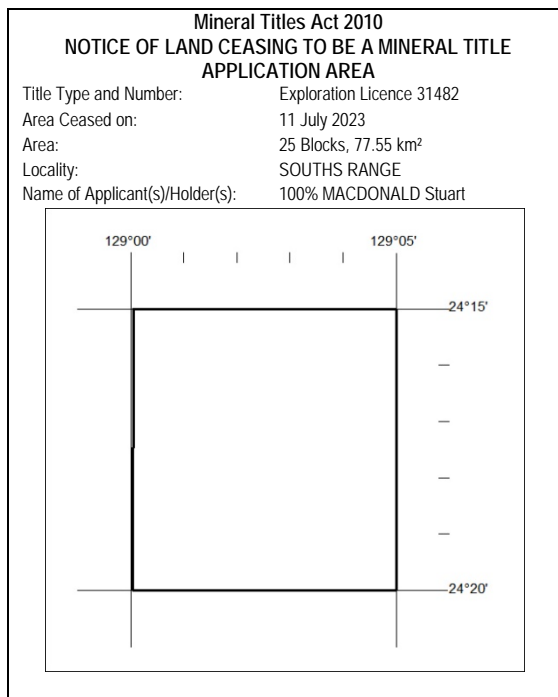 Mineral Titles Act 2010
NOTICE OF LAND CEASING TO BE A MINERAL TITLE
APPLICATION AREA
Title Type and Number: Exploration Licence 31482
Area Ceased on: 11 July 2023
Area: 25 Blocks, 77.55 km²
Locality: SOUTHS RANGE
Name of Applicant(s)/Holder(s): 100% MACDONALD Stuart
129°00' 129°05'
24°15'
24°20'